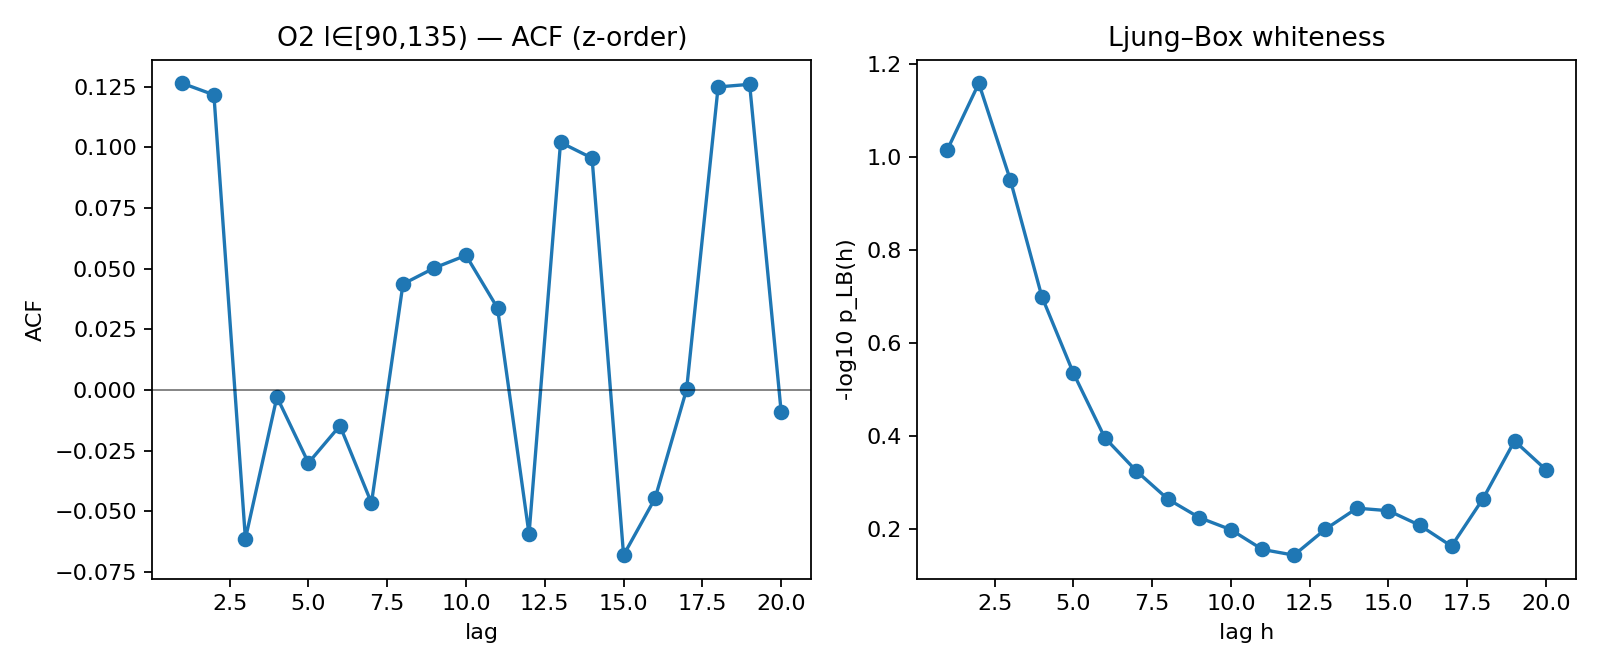 O2 l∈[90,135) — ACF (z-order)
ACF
0.125
0.100
0.075
0.050
0.025
0.000
−0.025
−0.050
−0.075
2.5 5.0 7.5 10.0 12.5 15.0 17.5 20.0
lag
Ljung–Box whiteness
-log10 p_LB(h)
1.2
1.0
0.8
0.6
0.4
0.2
2.5 5.0 7.5 10.0 12.5 15.0 17.5 20.0
lag h